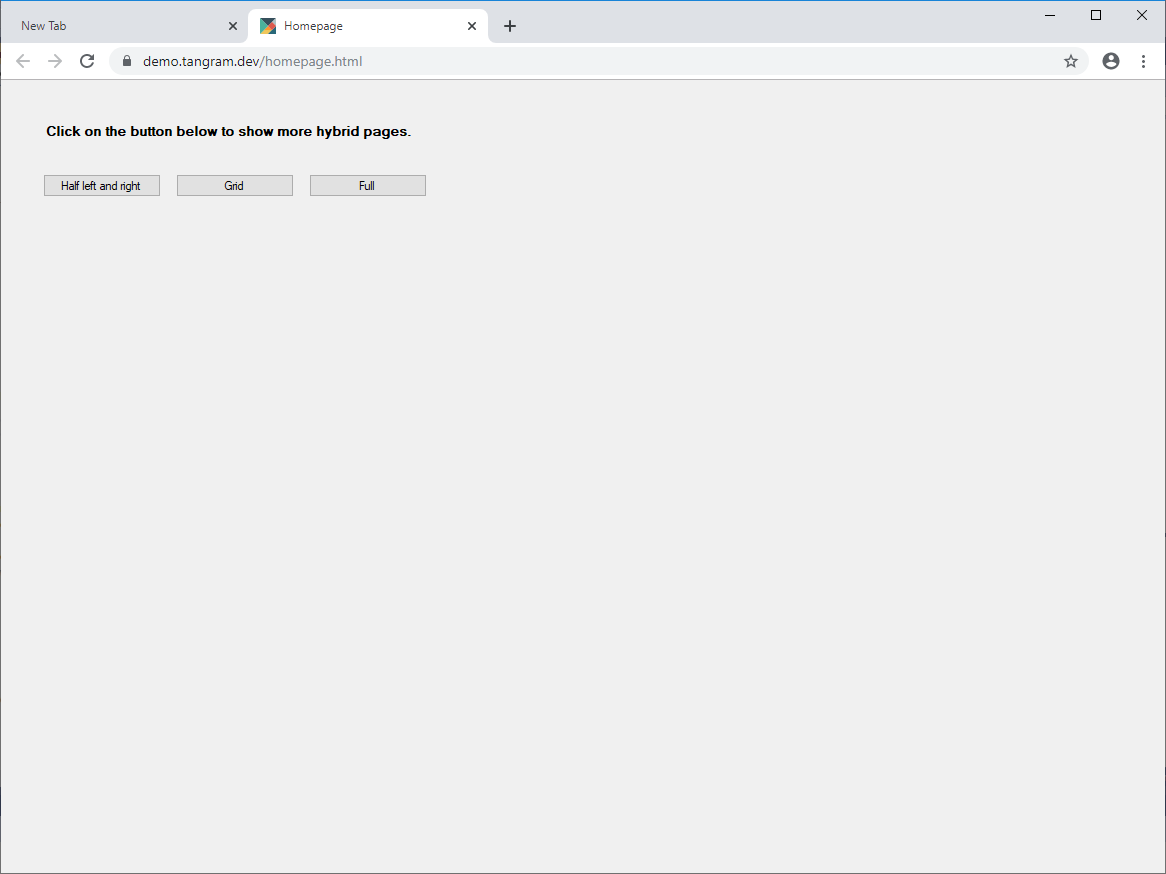 New Tab
Homepage
demo.tangram.dev/homepage.html
Click on the button below to show more hybrid pages.
Half left and right
Grid
Full